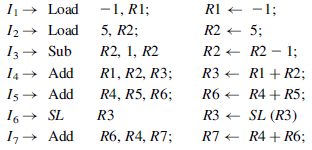 I1 → Load −1, R1; R1 ← −1;
I2 → Load 5, R2; R2 ← 5;
I3 → Sub R2, 1, R2 R2 ← R2 − 1;
I4 → Add R1, R2, R3; R3 ← R1 + R2;
I5 → Add R4, R5, R6; R6 ← R4 + R5;
I6 → SL R3 R3 ← SL (R3)
I7 → Add R6, R4, R7; R7 ← R4 + R6;